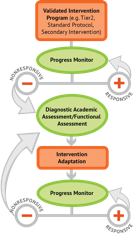 Validated Intervention
Program (e.g. Tier2,
Standard Protocol,
Secondary Intervention)
Progress Monitor
NONRESPONSIVE
RESPONSIVE
Diagnostic Academic
Assessment/Functional
Assessment
Intervention
Adaptation
Progress Monitor
NONRESPONSIVE
RESPONSIVE